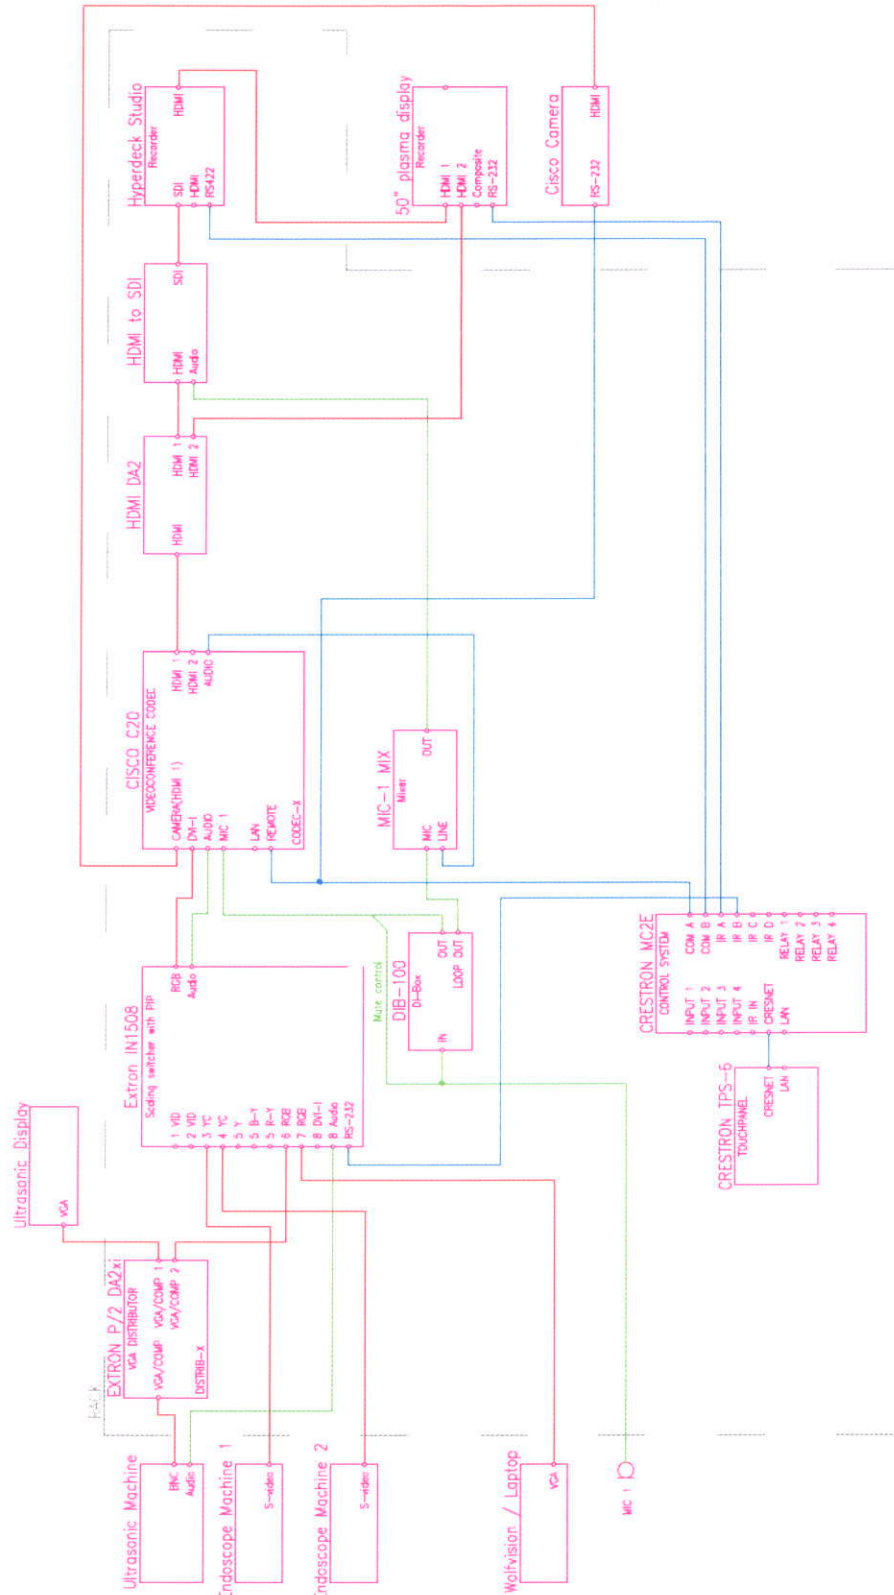 Ultrasonic Machine
BNC
Audio
Endoscope Machine 1
S-video
Endoscope Machine 2
S-video
Wolfvision / Laptop
VGA
MIC 1
RACK
EXTRON P/2 DA2xi
VGA DISTRIBUTOR
VGA/COMP
VGA/COMP 1
VGA/COMP 2
DISTRIB-X
Ultrasonic Display
VGA
Extron IN1508
Scaling switcher with PIP
1 VID
2 VID
3 YC
4 YC
5 Y
5 B-Y
5 R-Y
6 RGB
7 RGB
8 DVI-I
8 Audio
RS-232
RGB
Audio
Mute control
DIB-100
DI-Box
IN
OUT
LOOP OUT
CRESTRON TPS-6
TOUCHPANEL
CRESNET
LAN
CRESTRON MC2E
CONTROL SYSTEM
INPUT 1
INPUT 2
INPUT 3
INPUT 4
IR IN
CRESNET
LAN
COM A
COM B
IR A
IR B
IR C
IR D
RELAY 1
RELAY 2
RELAY 3
RELAY 4
CISCO C20
VIDEOCONFERENCE CODEC
CAMERA(HDMI 1)
DVI-I
AUDIO
MIC 1
LAN
REMOTE
HDMI 1
HDMI 2
AUDIO
CODEC-X
MIC-1 MIX
Mixer
MIC
LINE
OUT
HDMI DA2
HDMI
HDMI 1
HDMI 2
HDMI to SDI
HDMI
Audio
SDI
Hyperdeck Studio
Recorder
SDI
HDMI
RS422
HDMI
50" plasma display
Recorder
HDMI 1
HDMI 2
Composite
RS-232
Cisco Camera
RS-232
HDMI